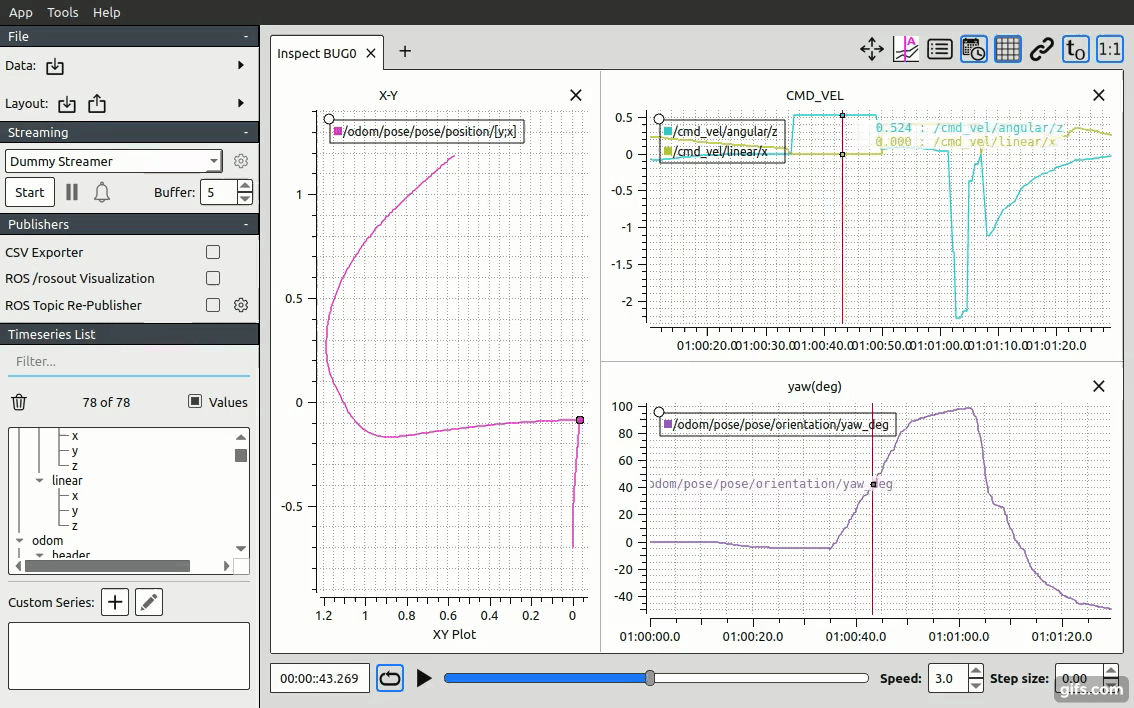 App Tools Help
File -
Data:
Layout:
Streaming -
Dummy Streamer
Start Buffer: 5
Publishers -
CSV Exporter
ROS /rosout Visualization
ROS Topic Re-Publisher
Timeseries List
Filter...
78 of 78 Values
x
y
z
linear
x
y
z
odom
header
Custom Series:
Inspect BUG0
A
t0 1:1
X-Y
/odom/pose/pose/position/[y;x]
1
0.5
0
-0.5
1.2 1 0.8 0.6 0.4 0.2 0
XY Plot
CMD_VEL
/cmd_vel/angular/z
/cmd_vel/linear/x
0.524 : /cmd_vel/angular/z
0.000 : /cmd_vel/linear/x
0.5
0
-0.5
-1
-1.5
-2
01:00:20.0 01:00:30.0 01:00:40.0 01:00:50.0 01:01:00.0 01:01:10.0 01:01:20.0
yaw(deg)
/odom/pose/pose/orientation/yaw_deg
odom/pose/pose/orientation/yaw_deg
100
80
60
40
20
0
-20
-40
01:00:00.0 01:00:20.0 01:00:40.0 01:01:00.0 01:01:20.0
00:00::43.269 Speed: 3.0 Step size: 0.00
gifs.com